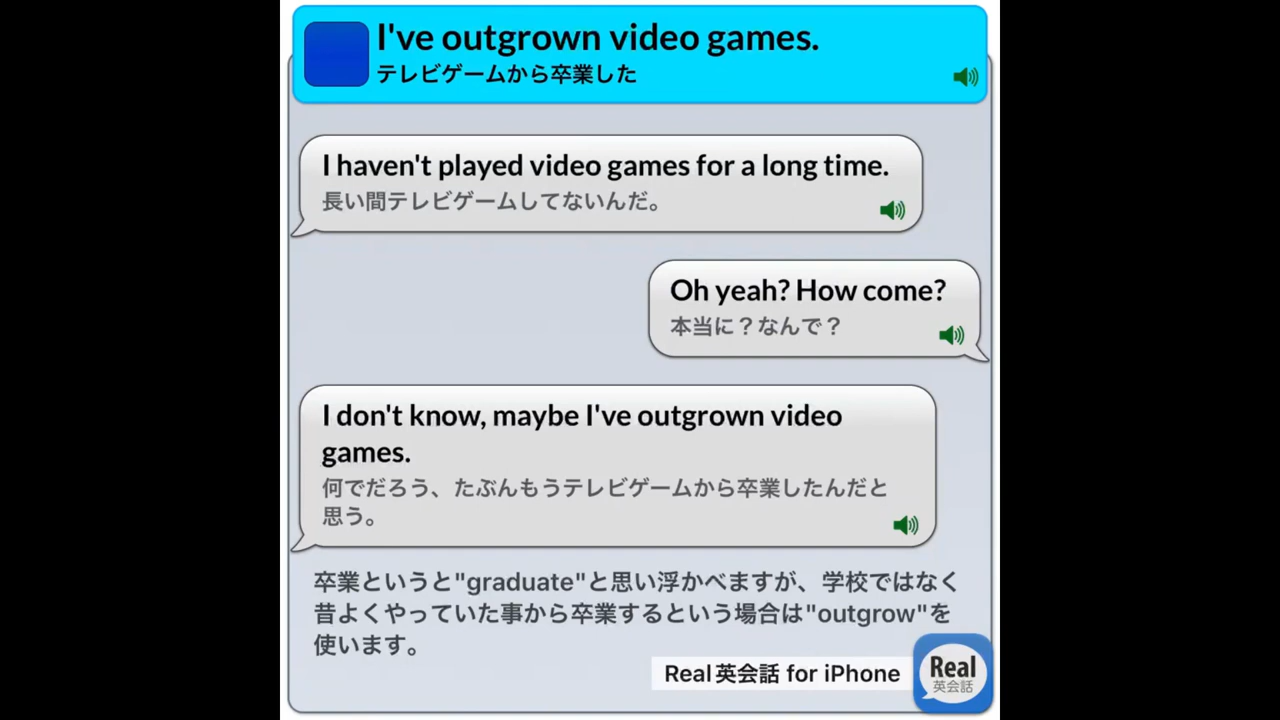 I've outgrown video games.
テレビゲームから卒業した
I haven't played video games for a long time.
長い間テレビゲームしてないんだ。
Oh yeah? How come?
本当に？なんで？
I don't know, maybe I've outgrown video
games.
何でだろう、たぶんもうテレビゲームから卒業したんだと
思う。
卒業というと"graduate"と思い浮かべますが、学校ではなく
昔よくやっていた事から卒業するという場合は"outgrow"を
使います。
Real英会話 for iPhone
Real
英会話